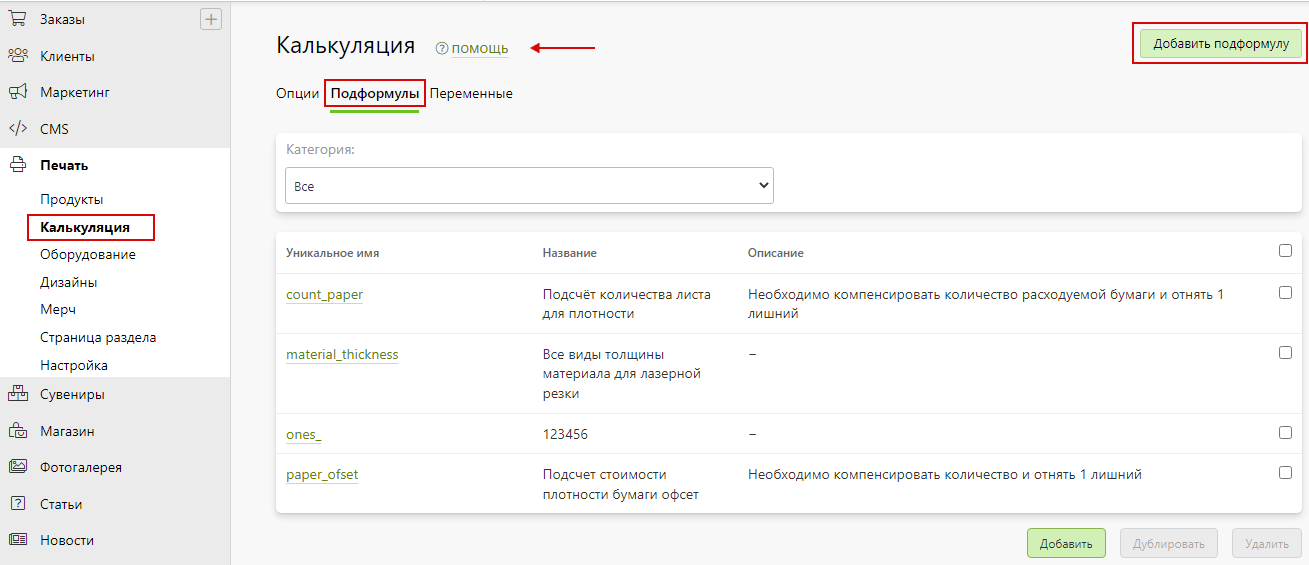 Заказы
Клиенты
Маркетинг
CMS
Печать
Продукты
Калькуляция
Оборудование
Дизайны
Мерч
Страница раздела
Настройка
Сувениры
Магазин
Фотогалерея
Статьи
Новости
Калькуляция ? помощь
Добавить подформулу
Опции Подформулы Переменные
Категория:
Все
Уникальное имя Название Описание
count_paper Подсчёт количества листа Необходимо компенсировать количество расходуемой бумаги и отнять 1
для плотности лишний
material_thickness Все виды толщины –
материала для лазерной
резки
ones_ 123456 –
paper_ofset Подсчет стоимости Необходимо компенсировать количество и отнять 1 лишний
плотности бумаги офсет
Добавить Дублировать Удалить